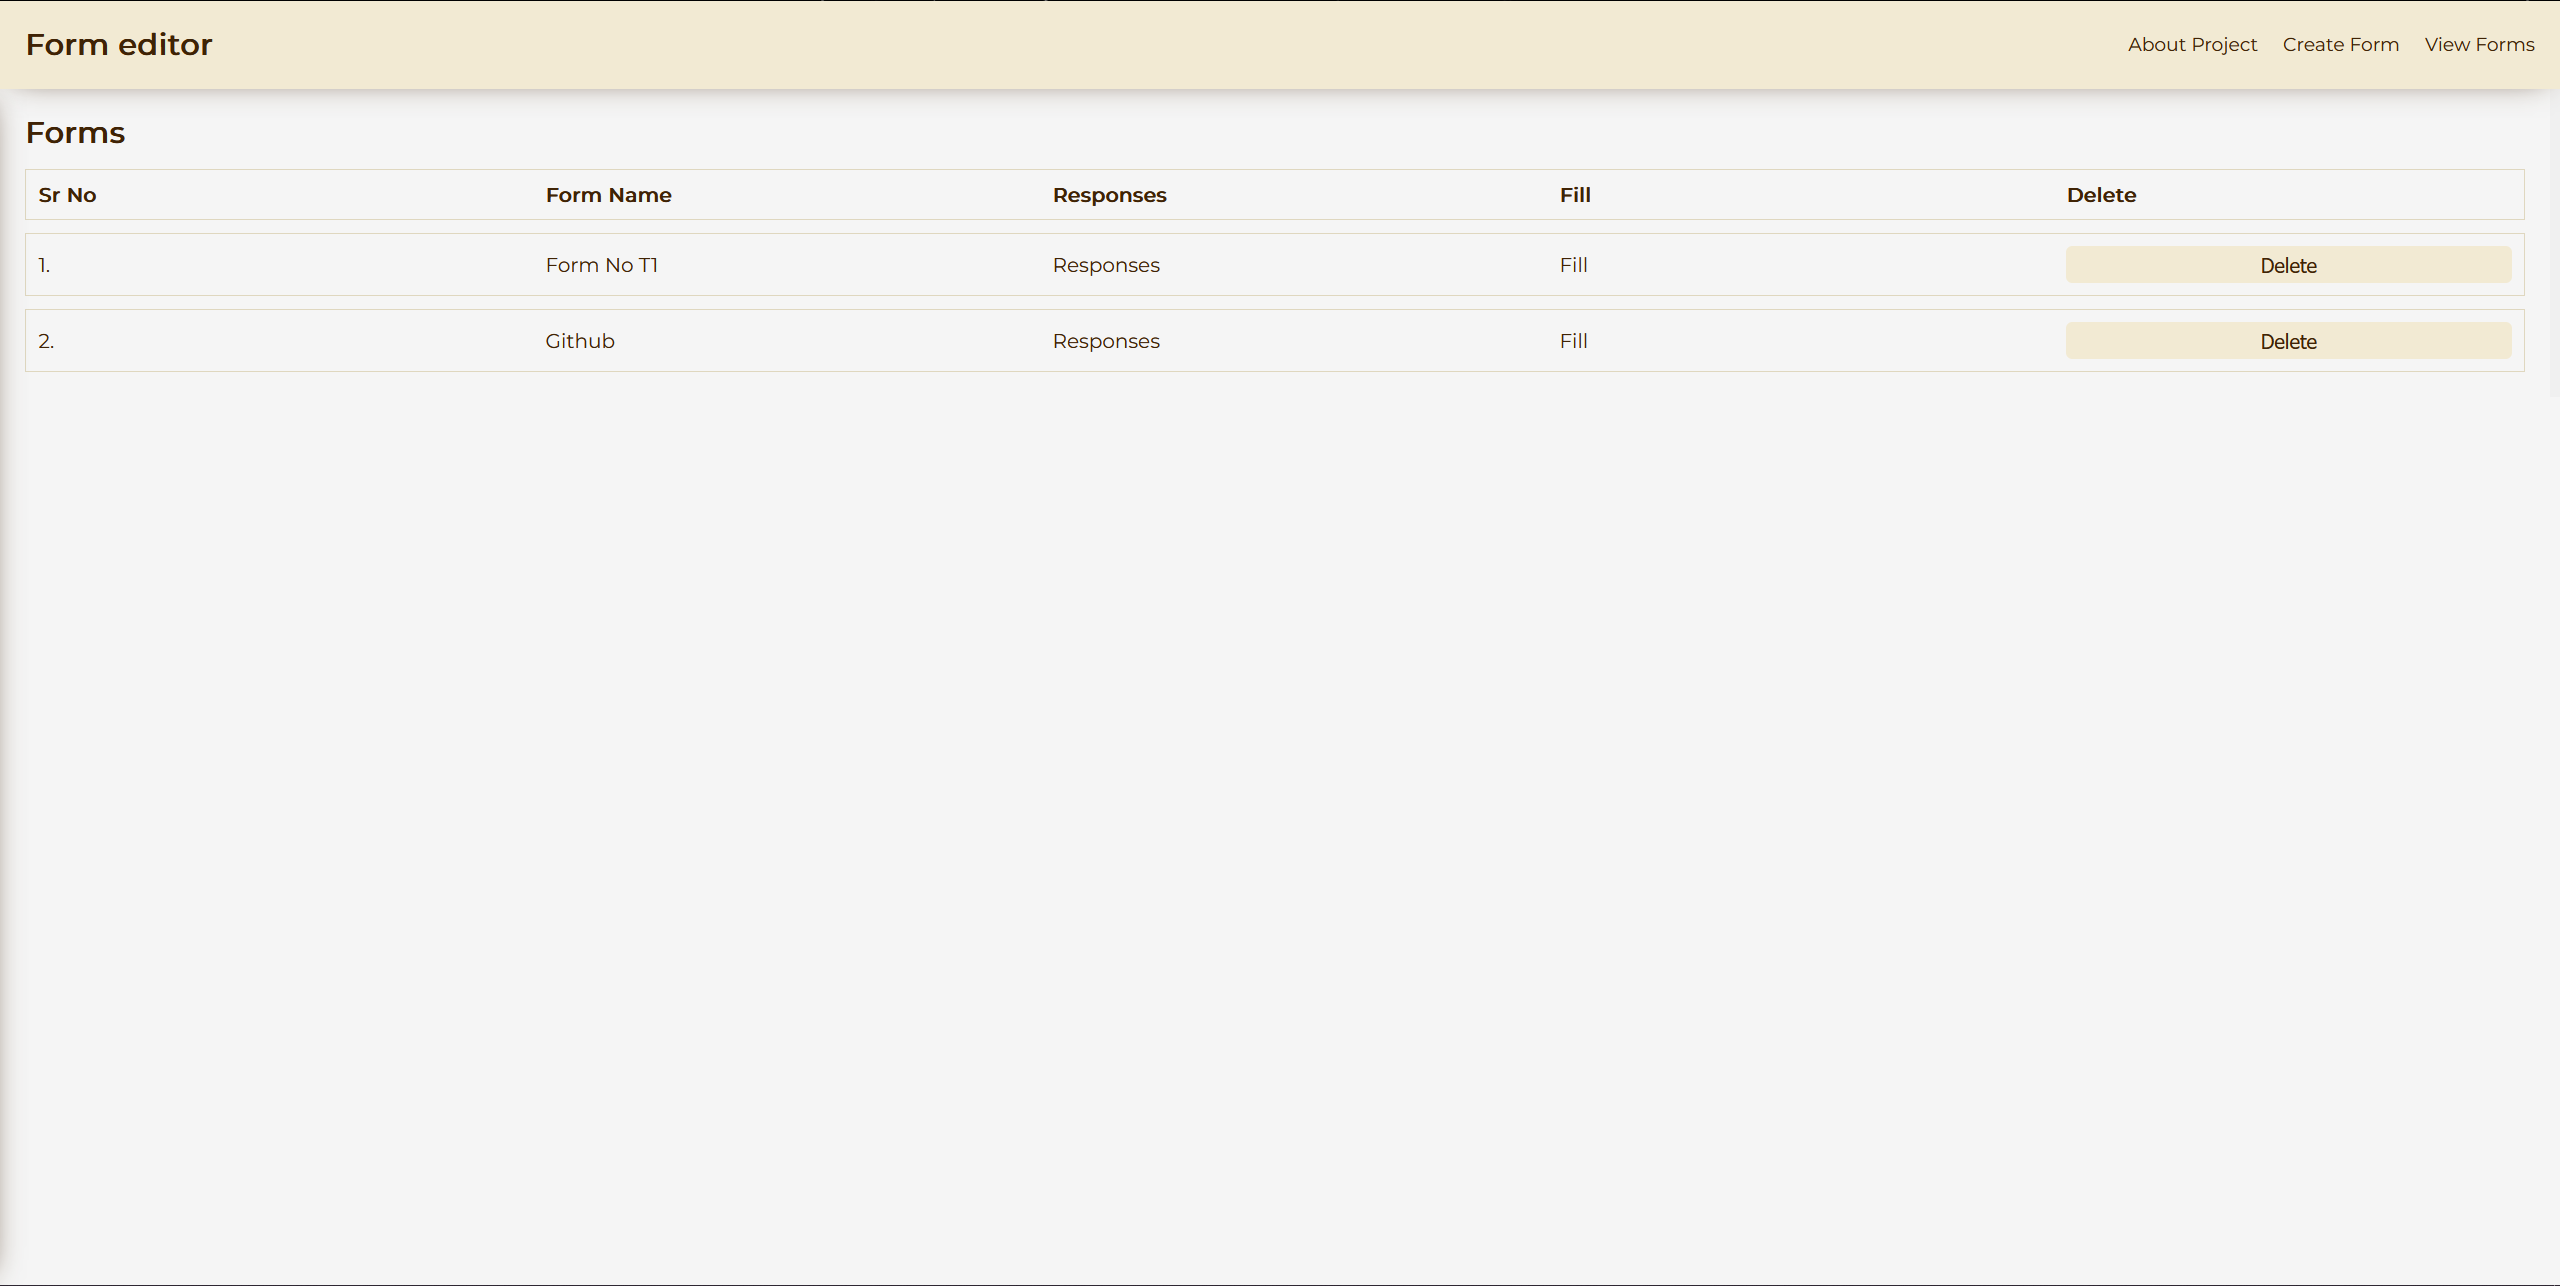 Form editor About Project Create Form View Forms
Forms
Sr No Form Name Responses Fill Delete
1. Form No T1 Responses Fill Delete
2. Github Responses Fill Delete